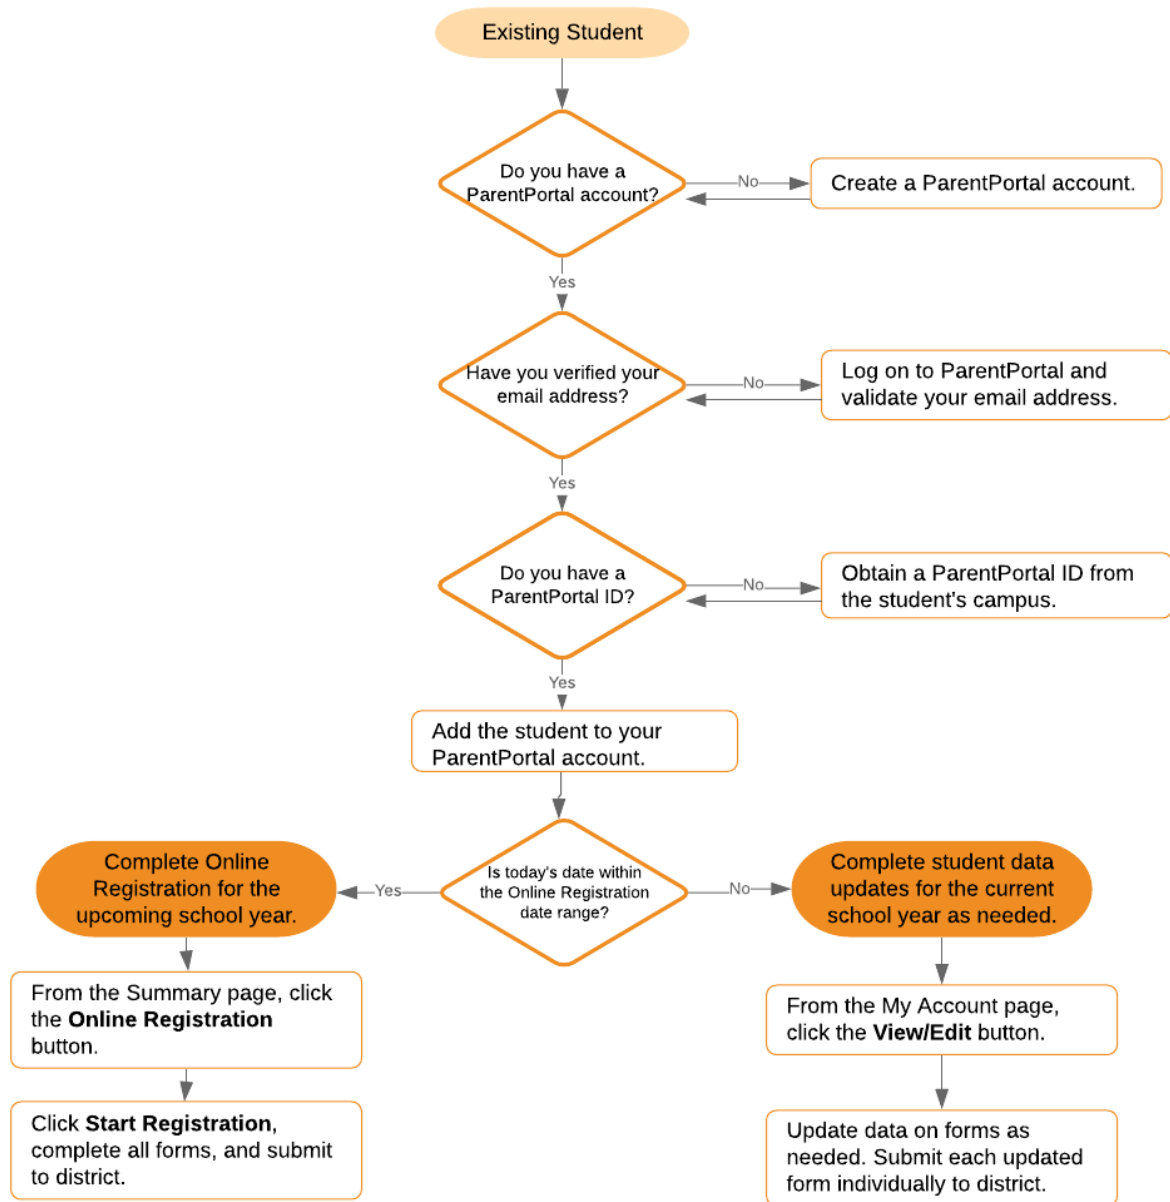 Existing Student
Do you have a
ParentPortal account?
No
Create a ParentPortal account.
Yes
Have you verified your
email address?
No
Log on to ParentPortal and
validate your email address.
Yes
Do you have a
ParentPortal ID?
No
Obtain a ParentPortal ID from
the student's campus.
Yes
Add the student to your
ParentPortal account.
Is today's date within
the Online Registration
date range?
Yes
Complete Online
Registration for the
upcoming school year.
From the Summary page, click
the Online Registration
button.
Click Start Registration,
complete all forms, and submit
to district.
No
Complete student data
updates for the current
school year as needed.
From the My Account page,
click the View/Edit button.
Update data on forms as
needed. Submit each updated
form individually to district.